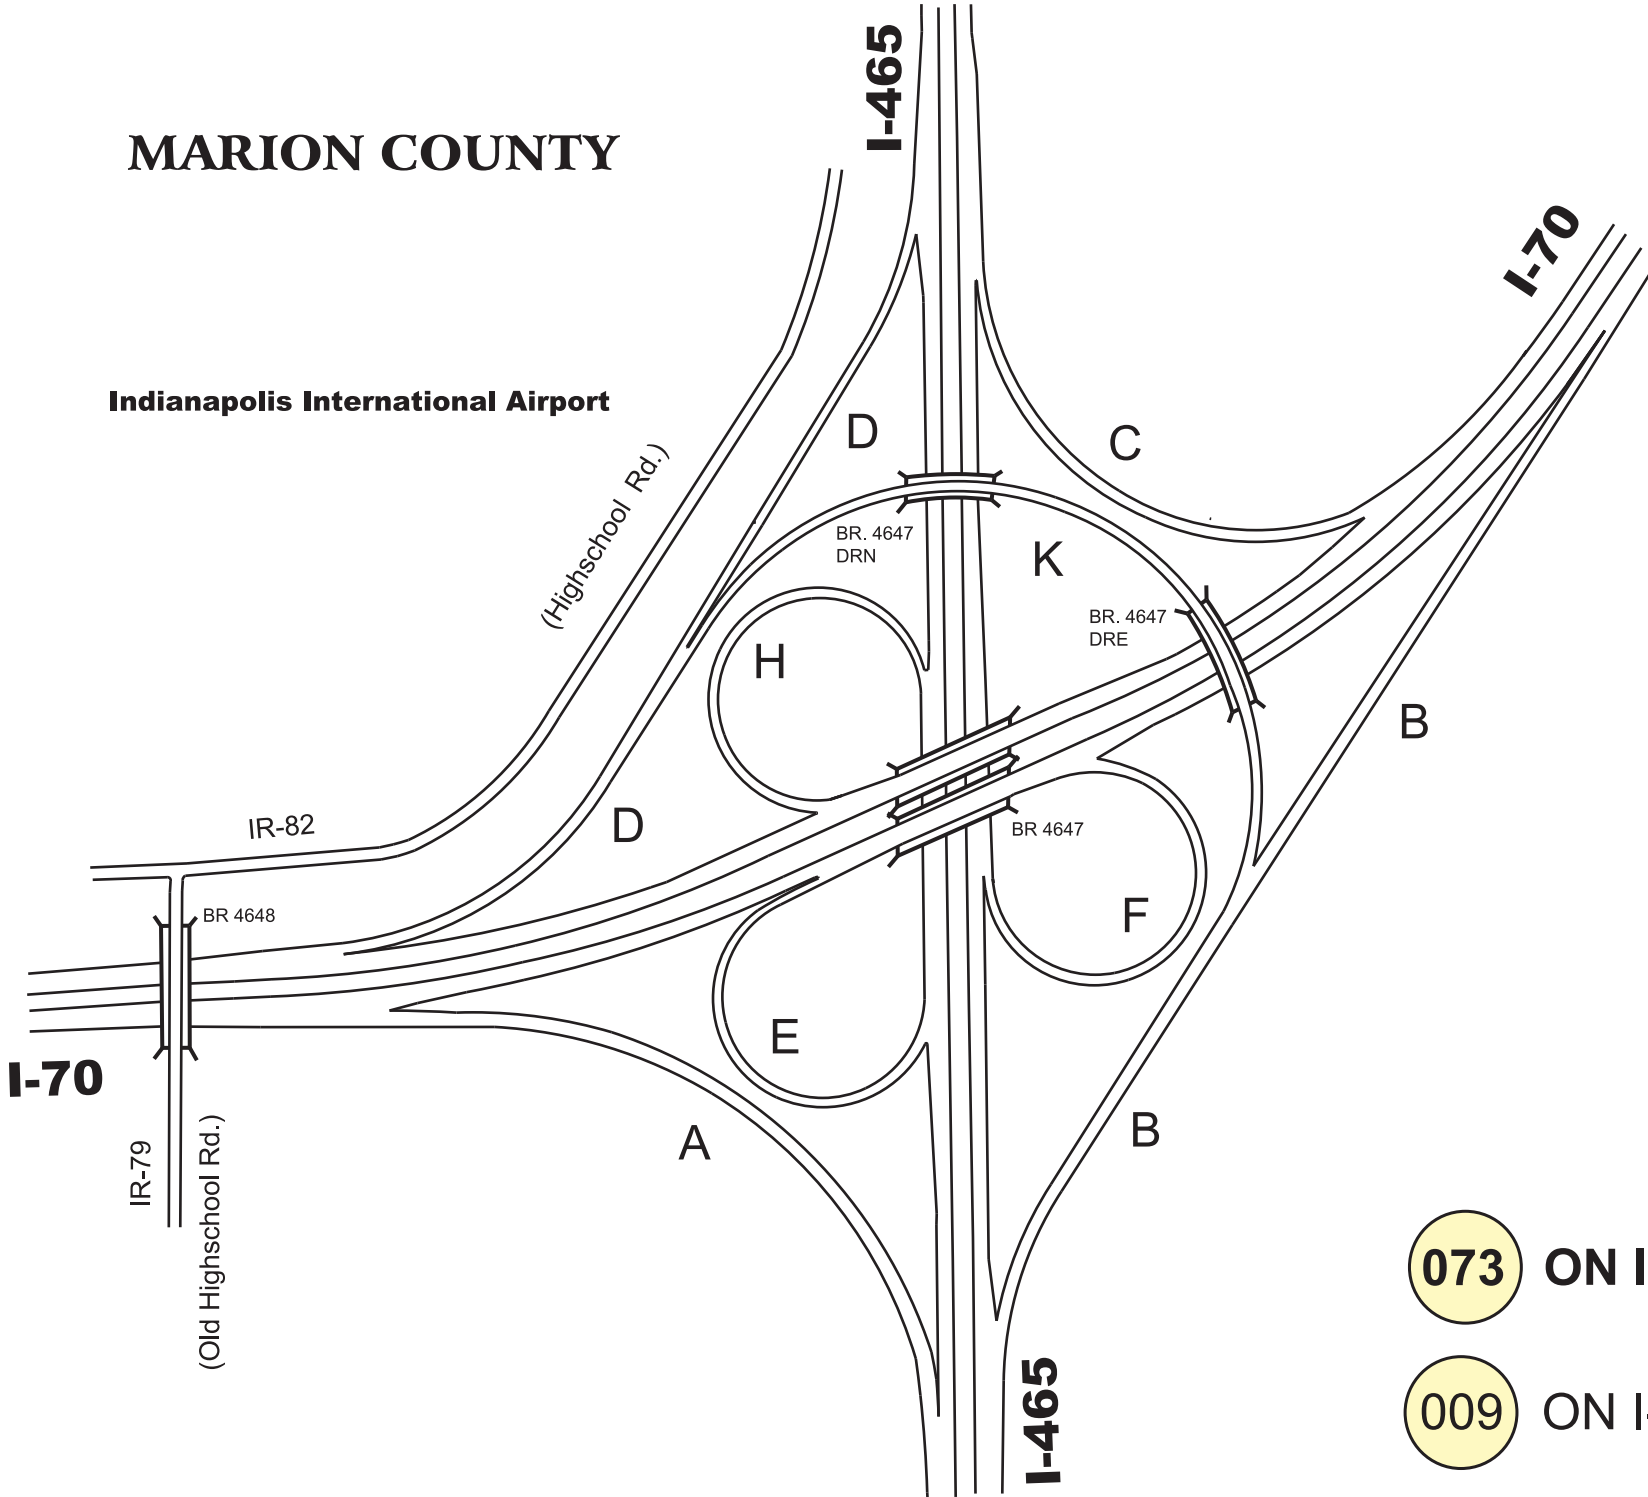 I-465
MARION COUNTY
I-70
Indianapolis International Airport
D
C
(Highschool Rd.)
BR. 4647
DRN
K
BR. 4647
DRE
H
B
IR-82
D
BR 4647
BR 4648
F
E
I-70
A
B
IR-79
(Old Highschool Rd.)
073 ON I
009 ON I-
I-465